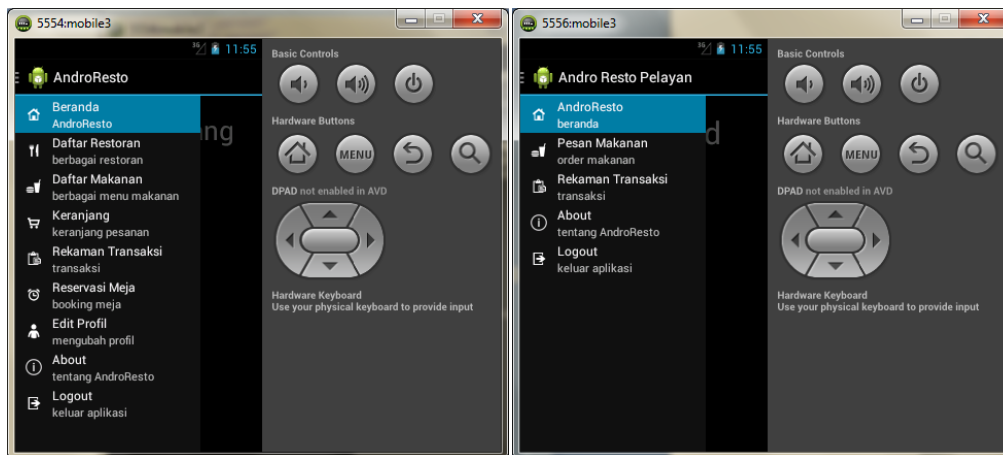 5554:mobile3
3G 11:55
AndroResto
Beranda
AndroResto
Daftar Restoran
berbagai restoran
Daftar Makanan
berbagai menu makanan
Keranjang
keranjang pesanan
Rekaman Transaksi
transaksi
Reservasi Meja
booking meja
Edit Profil
mengubah profil
About
tentang AndroResto
Logout
keluar aplikasi
ng
Basic Controls
Hardware Buttons
MENU
DPAD not enabled in AVD
Hardware Keyboard
Use your physical keyboard to provide input
5556:mobile3
3G 11:55
Andro Resto Pelayan
AndroResto
beranda
Pesan Makanan
order makanan
Rekaman Transaksi
transaksi
About
tentang AndroResto
Logout
keluar aplikasi
d
Basic Controls
Hardware Buttons
MENU
DPAD not enabled in AVD
Hardware Keyboard
Use your physical keyboard to provide input